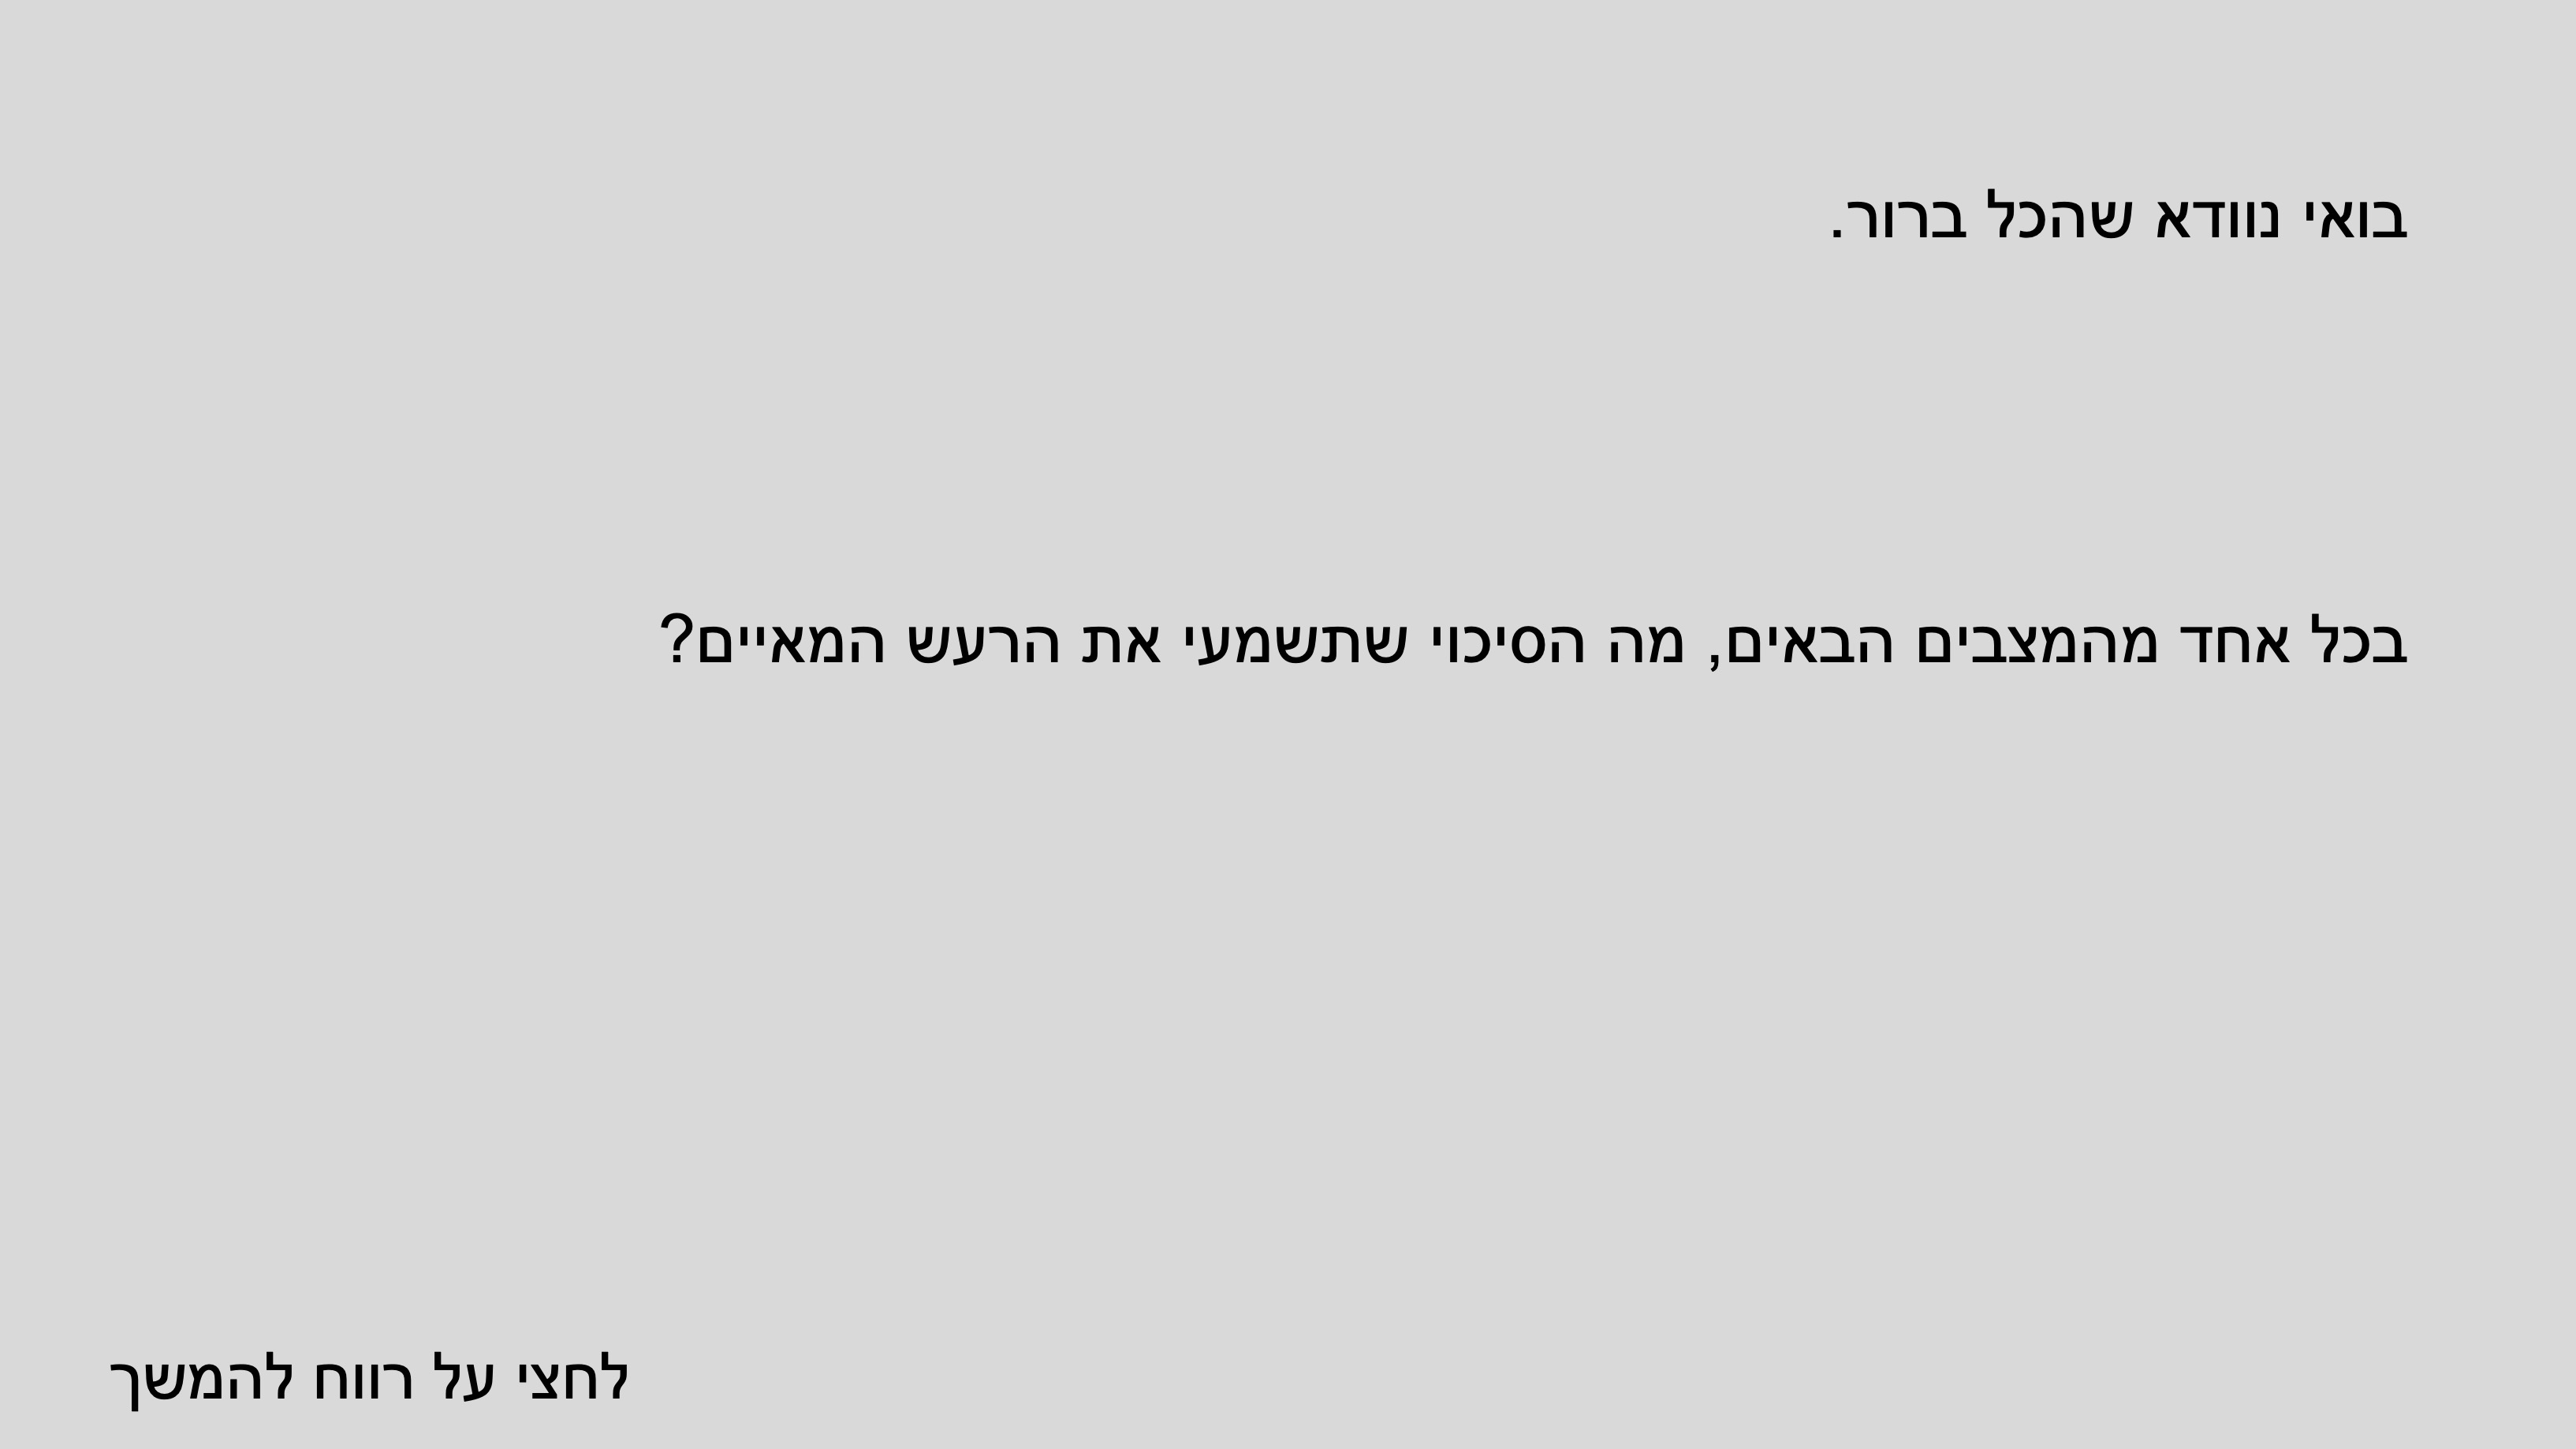 בואי נוודא שהכל ברור.
בכל אחד מהמצבים הבאים, מה הסיכוי שתשמעי את הרעש המאיים?
לחצי על רווח להמשך